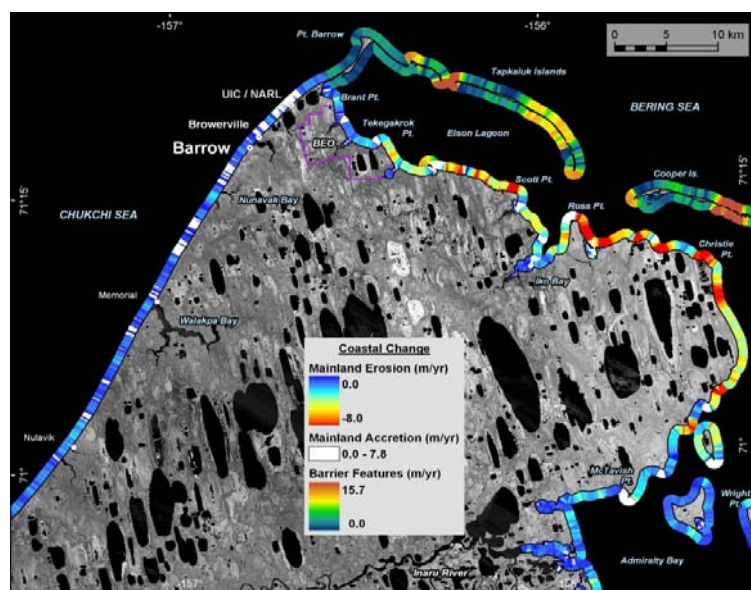 -157°
-156°
0 5 10 km
Pt. Barrow
Tapkaluk Islands
UIC / NARL
Brant Pt.
BERING SEA
Browerville
Tekegakrok
Pt.
Elson Lagoon
Barrow
BEO
Scott Pt.
Cooper Is.
71°15'
71°15'
CHUKCHI SEA
Nunavak Bay
Ross Pt.
Christie
Pt.
Iko Bay
Memorial
Walakpa Bay
Coastal Change
Mainland Erosion (m/yr)
0.0
-8.0
Mainland Accretion (m/yr)
0.0 - 7.8
Barrier Features (m/yr)
15.7
0.0
Nulavik
McTavish
Pt.
71°
71°
Wright
Pt.
Admiralty Bay
Inaru River
-157°